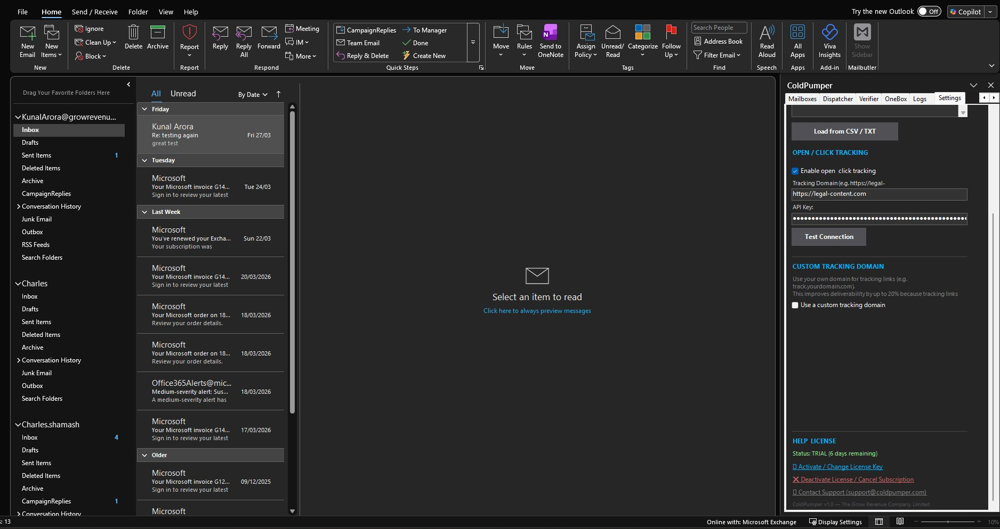 File Home Send / Receive Folder View Help
Try the new Outlook Off Copilot
New Email
New Items
New
Ignore
Clean Up
Block
Delete
Archive
Delete
Report
Report
Reply
Reply All
Forward
Meeting
IM
More
Respond
CampaignReplies
Team Email
Reply & Delete
To Manager
Done
Create New
Quick Steps
Move
Rules
Send to OneNote
Move
Assign Policy
Unread/ Read
Categorize
Follow Up
Tags
Search People
Address Book
Filter Email
Find
Read Aloud
Speech
All Apps
Apps
Viva Insights
Add-in
Show Sidebar
Mailbutler
Drag Your Favorite Folders Here
KunalArora@growrevenu...
Inbox
Drafts
Sent Items 1
Deleted Items
Archive
CampaignReplies
Conversation History
Junk Email
Outbox
RSS Feeds
Search Folders
Charles
Inbox
Drafts
Sent Items
Deleted Items
Archive
Conversation History
Junk Email
Outbox
Search Folders
Charles.shamash
Inbox 4
Drafts
Sent Items
Deleted Items
Archive
CampaignReplies 1
Conversation History
All Unread By Date
Friday
Kunal Arora
Re: testing again Fri 27/03
great test
Tuesday
Microsoft
Your Microsoft invoice G14... Tue 24/03
Sign in to review your latest
Last Week
Microsoft
You've renewed your Excha... Sun 22/03
Your subscription was
Microsoft
Your Microsoft invoice G14... 20/03/2026
Sign in to review your latest
Microsoft
Your Microsoft order on 18... 18/03/2026
Review your order details.
Microsoft
Your Microsoft order on 18... 18/03/2026
Review your order details.
Office365Alerts@mic...
Medium-severity alert: Sus... 18/03/2026
A medium-severity alert has
Microsoft
Your Microsoft invoice G14... 17/03/2026
Sign in to review your latest
Older
Microsoft
Your Microsoft invoice G12... 09/12/2025
Sign in to review your latest
Microsoft
Select an item to read
Click here to always preview messages
ColdPumper
Mailboxes Dispatcher Verifier OneBox Logs Settings
Load from CSV / TXT
OPEN / CLICK TRACKING
Enable open click tracking
Tracking Domain (e.g. https://legal-
https://legal-content.com
API Key:
Test Connection
CUSTOM TRACKING DOMAIN
Use your own domain for tracking links (e.g.
track.yourdomain.com).
This improves deliverability by up to 20% because tracking links
Use a custom tracking domain
HELP LICENSE
Status: TRIAL (6 days remaining)
Activate / Change License Key
Deactivate License / Cancel Subscription
Contact Support (support@coldpumper.com)
ColdPumper v1.0 — The Grow Revenue Company Limited
s: 13 Online with: Microsoft Exchange Display Settings 10%